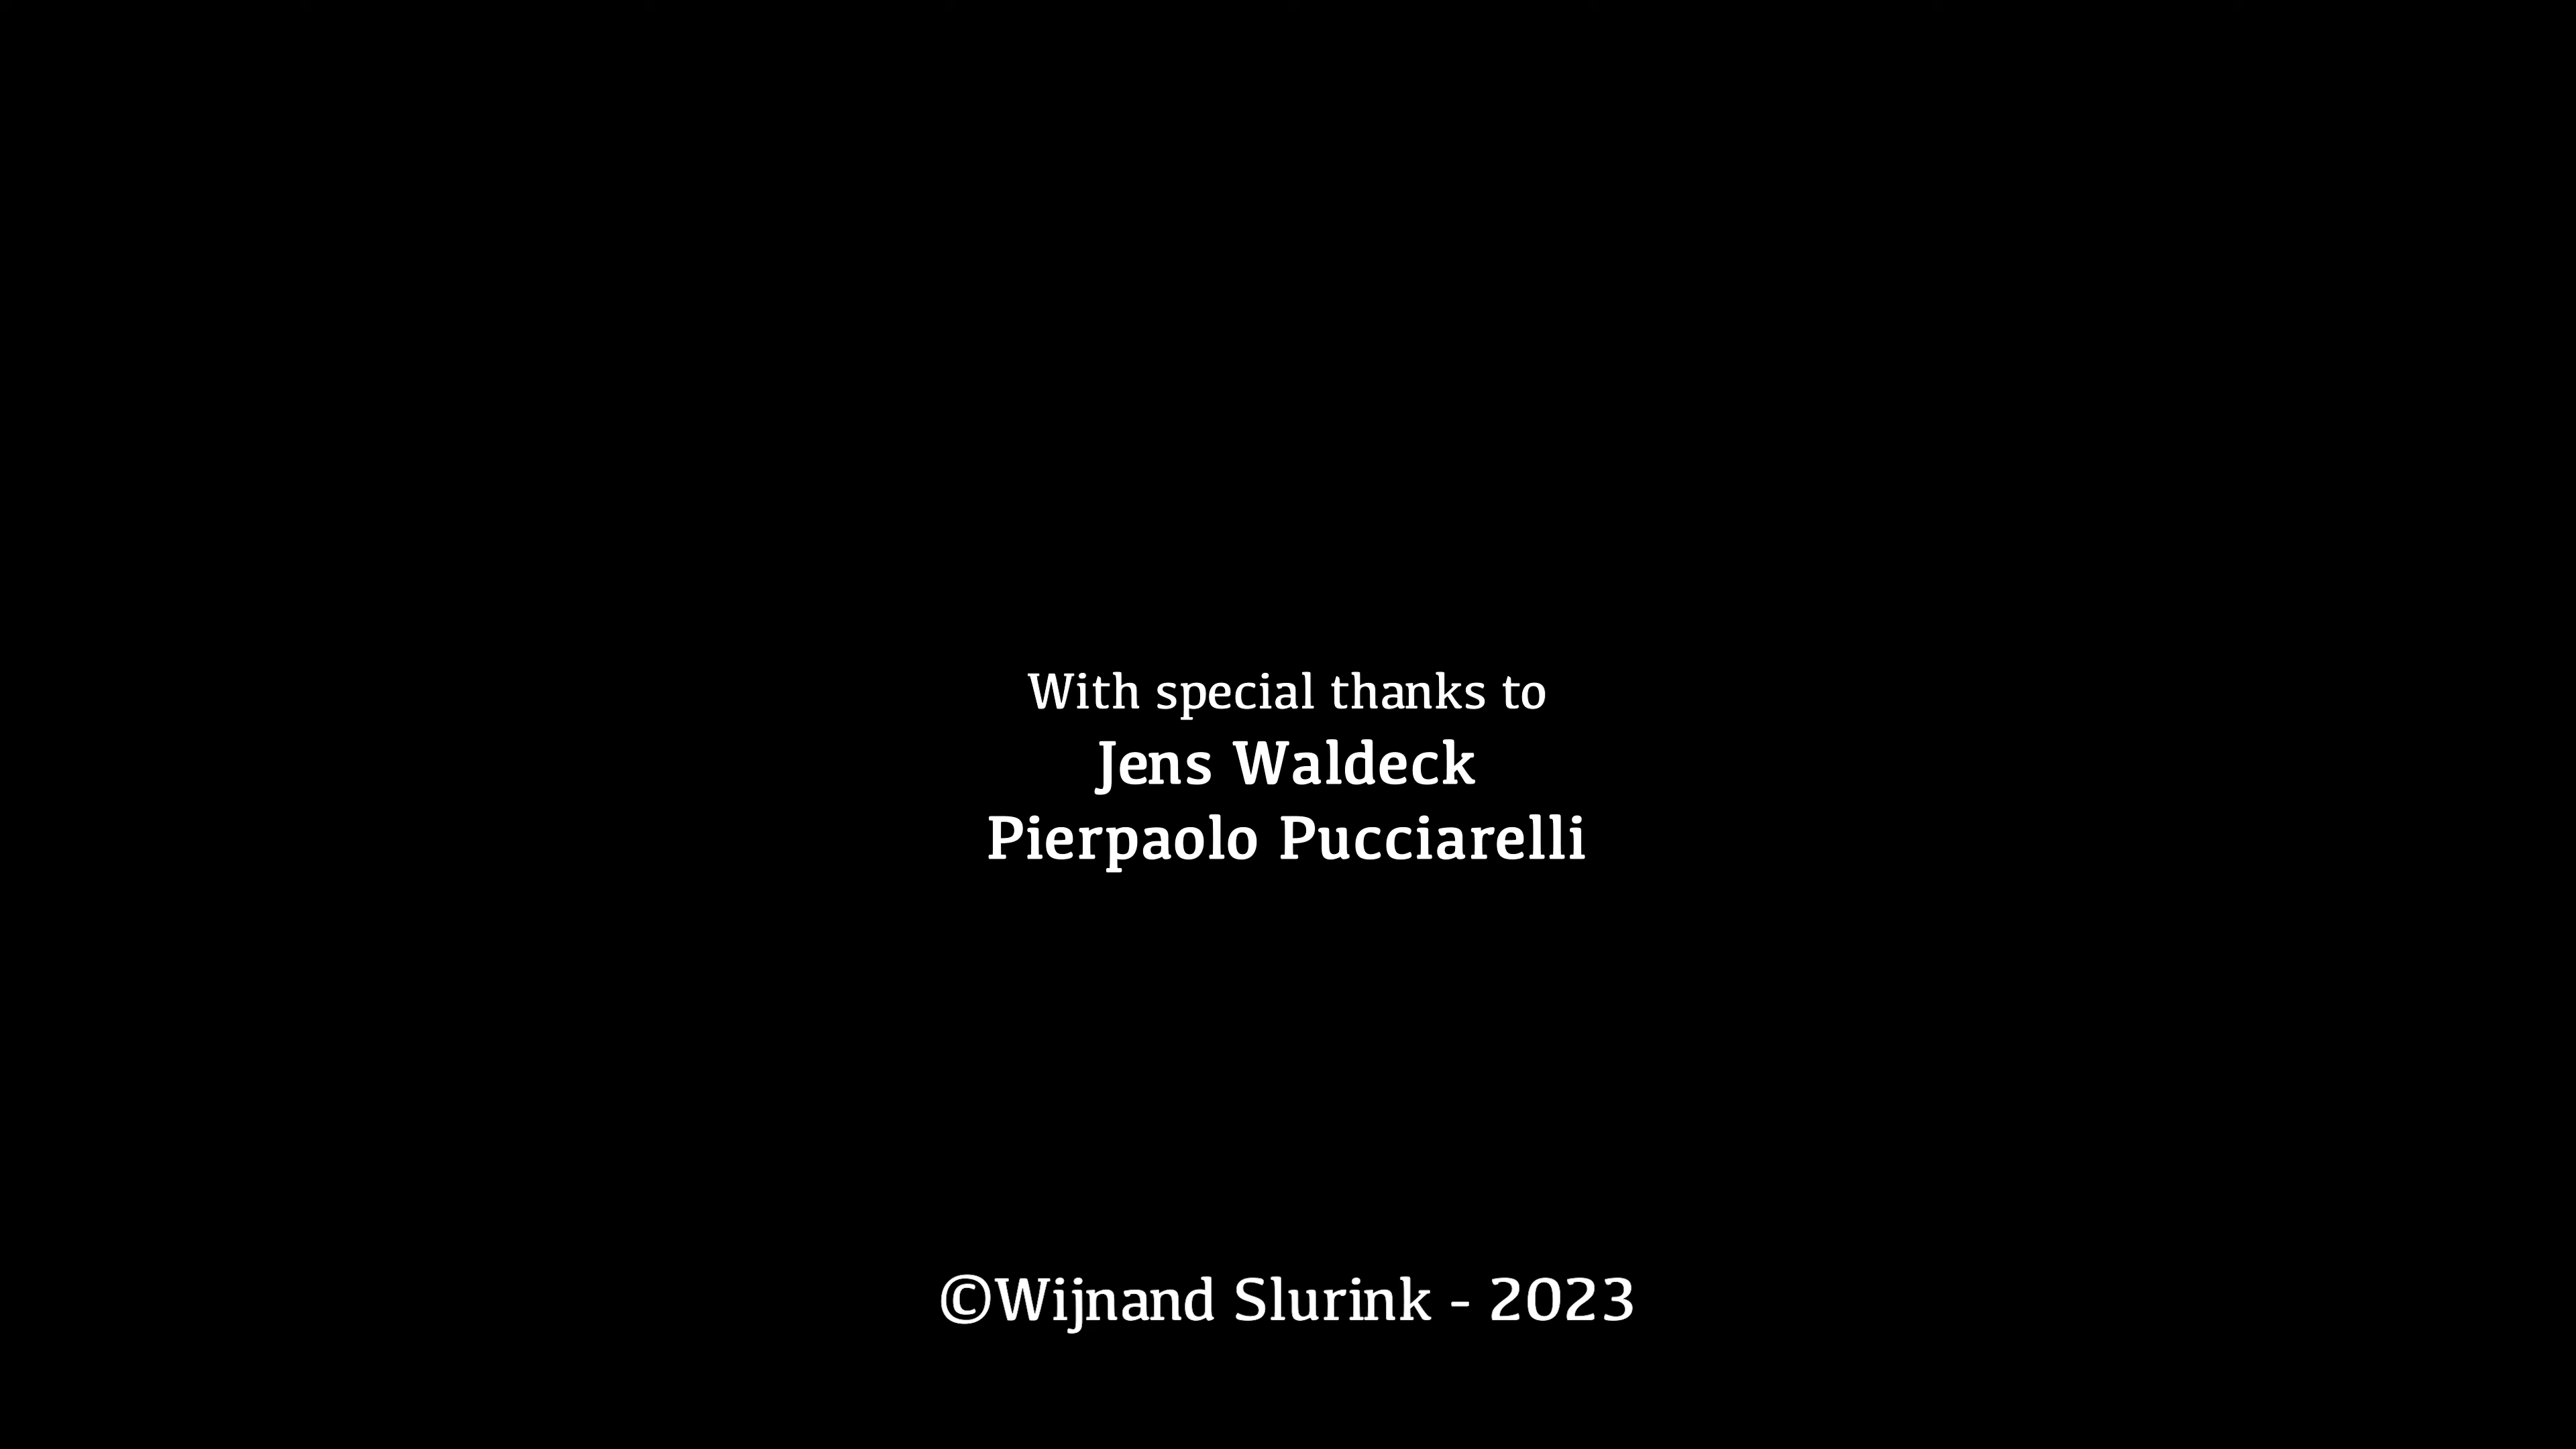 With special thanks to
Jens Waldeck
Pierpaolo Pucciarelli
©Wijnand Slurink - 2023